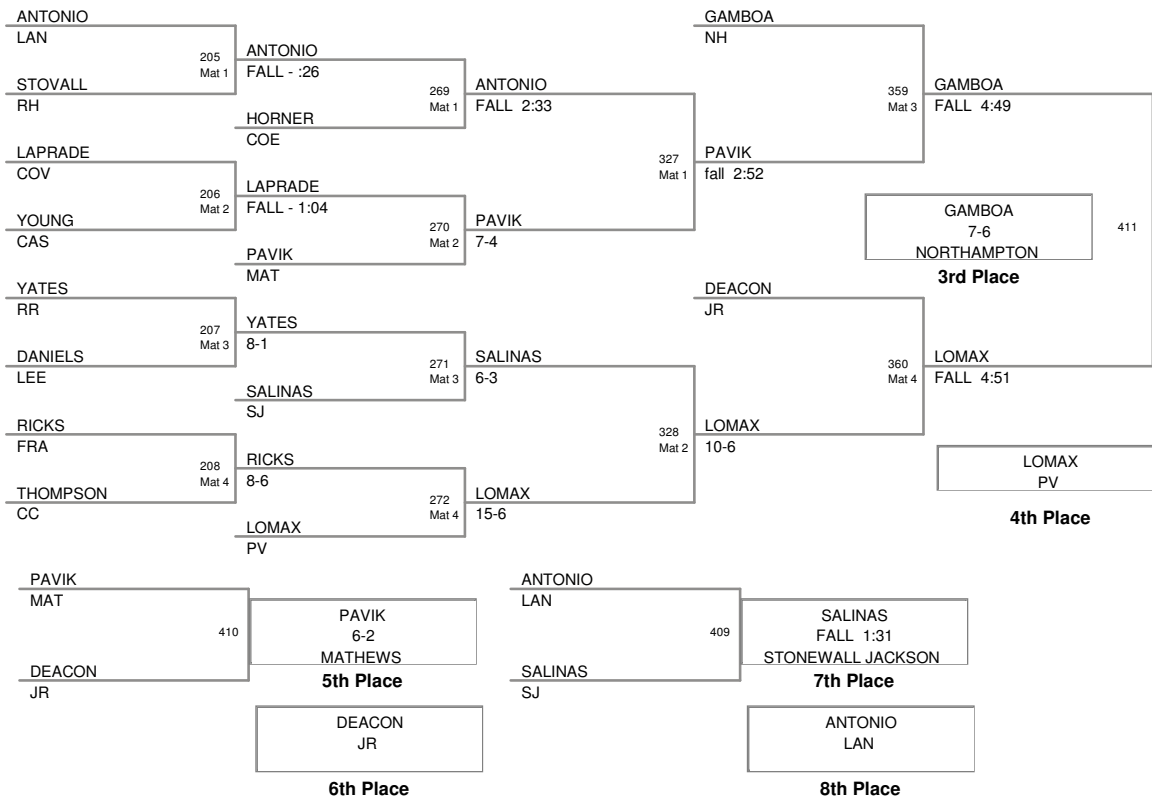 ANTONIO
LAN
205
Mat 1
STOVALL
RH
LAPRADE
COV
206
Mat 2
YOUNG
CAS
YATES
RR
207
Mat 3
DANIELS
LEE
RICKS
FRA
208
Mat 4
THOMPSON
CC
ANTONIO
FALL - :26
269
Mat 1
HORNER
COE
LAPRADE
FALL - 1:04
270
Mat 2
PAVIK
MAT
YATES
8-1
271
Mat 3
SALINAS
SJ
RICKS
8-6
272
Mat 4
LOMAX
PV
ANTONIO
FALL 2:33
327
Mat 1
PAVIK
7-4
SALINAS
6-3
328
Mat 2
LOMAX
15-6
GAMBOA
NH
359
Mat 3
PAVIK
fall 2:52
DEACON
JR
360
Mat 4
LOMAX
10-6
GAMBOA
FALL 4:49
411
LOMAX
FALL 4:51
GAMBOA
7-6
NORTHAMPTON
3rd Place
LOMAX
PV
4th Place
PAVIK
MAT
410
DEACON
JR
PAVIK
6-2
MATHEWS
5th Place
DEACON
JR
6th Place
ANTONIO
LAN
409
SALINAS
SJ
SALINAS
FALL 1:31
STONEWALL JACKSON
7th Place
ANTONIO
LAN
8th Place